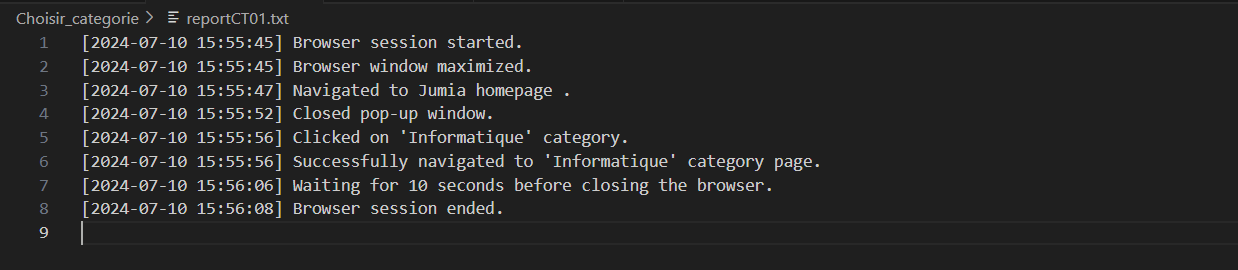 Choisir_categorie > reportCT01.txt
1 [2024-07-10 15:55:45] Browser session started.
2 [2024-07-10 15:55:45] Browser window maximized.
3 [2024-07-10 15:55:47] Navigated to Jumia homepage .
4 [2024-07-10 15:55:52] Closed pop-up window.
5 [2024-07-10 15:55:56] Clicked on 'Informatique' category.
6 [2024-07-10 15:55:56] Successfully navigated to 'Informatique' category page.
7 [2024-07-10 15:56:06] Waiting for 10 seconds before closing the browser.
8 [2024-07-10 15:56:08] Browser session ended.
9